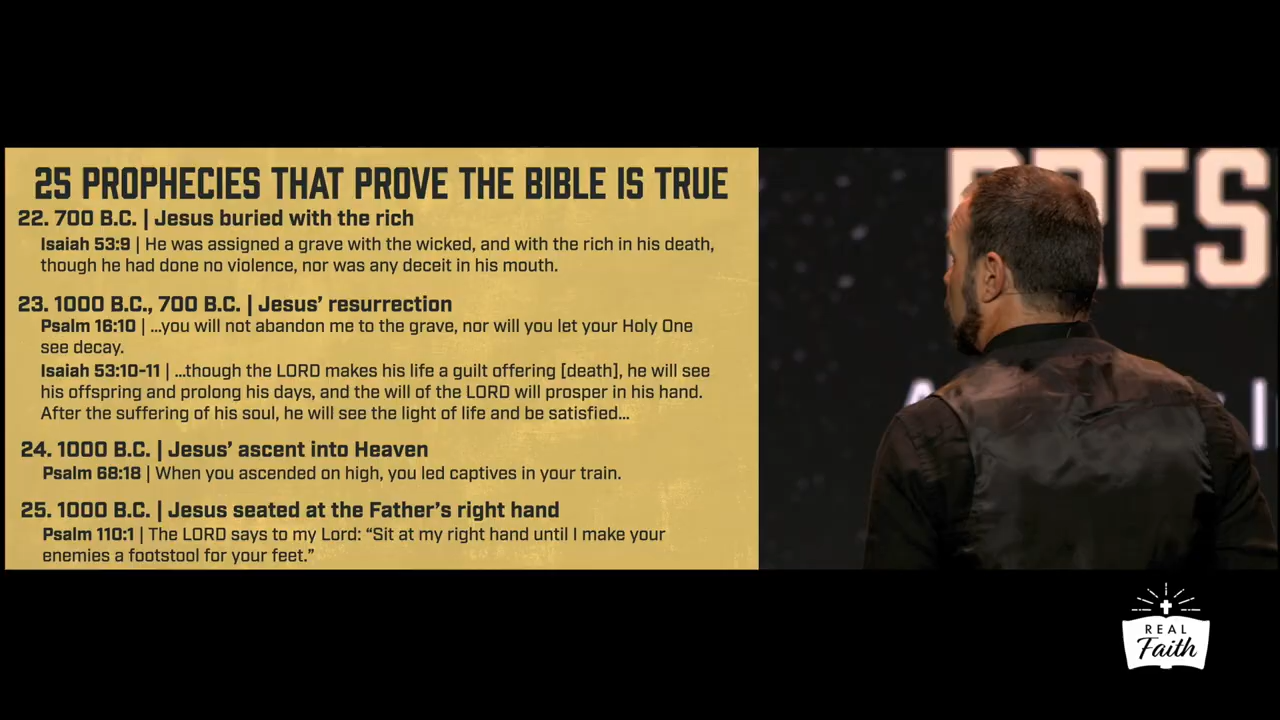 25 PROPHECIES THAT PROVE THE BIBLE IS TRUE
22. 700 B.C. | Jesus buried with the rich
Isaiah 53:9 | He was assigned a grave with the wicked, and with the rich in his death,
though he had done no violence, nor was any deceit in his mouth.
23. 1000 B.C., 700 B.C. | Jesus’ resurrection
Psalm 16:10 | ...you will not abandon me to the grave, nor will you let your Holy One
see decay.
Isaiah 53:10-11 | ...though the LORD makes his life a guilt offering [death], he will see
his offspring and prolong his days, and the will of the LORD will prosper in his hand.
After the suffering of his soul, he will see the light of life and be satisfied...
24. 1000 B.C. | Jesus’ ascent into Heaven
Psalm 68:18 | When you ascended on high, you led captives in your train.
25. 1000 B.C. | Jesus seated at the Father’s right hand
Psalm 110:1 | The LORD says to my Lord: “Sit at my right hand until I make your
enemies a footstool for your feet.”
REAL
Faith